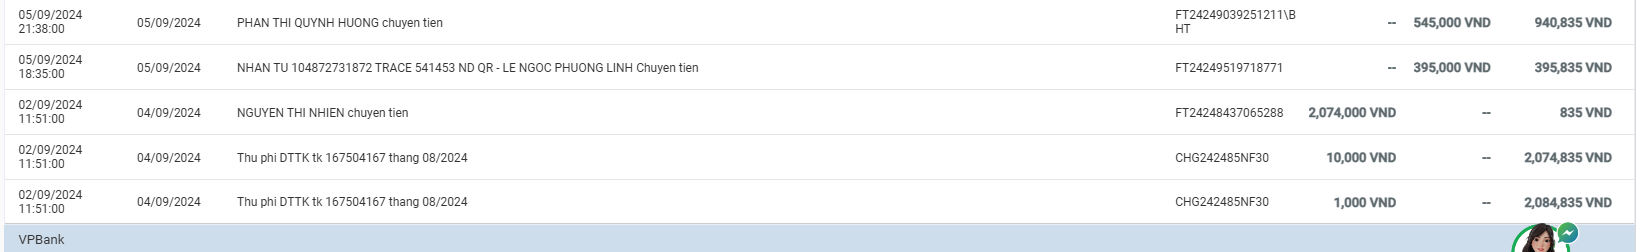 05/09/2024 21:38:00 05/09/2024 PHAN THI QUYNH HUONG chuyen tien FT24249039251211\BHT -- 545,000 VND 940,835 VND
05/09/2024 18:35:00 05/09/2024 NHAN TU 104872731872 TRACE 541453 ND QR - LE NGOC PHUONG LINH Chuyen tien FT24249519718771 -- 395,000 VND 395,835 VND
02/09/2024 11:51:00 04/09/2024 NGUYEN THI NHIEN chuyen tien FT24248437065288 2,074,000 VND -- 835 VND
02/09/2024 11:51:00 04/09/2024 Thu phi DTTK tk 167504167 thang 08/2024 CHG242485NF30 10,000 VND -- 2,074,835 VND
02/09/2024 11:51:00 04/09/2024 Thu phi DTTK tk 167504167 thang 08/2024 CHG242485NF30 1,000 VND -- 2,084,835 VND
VPBank